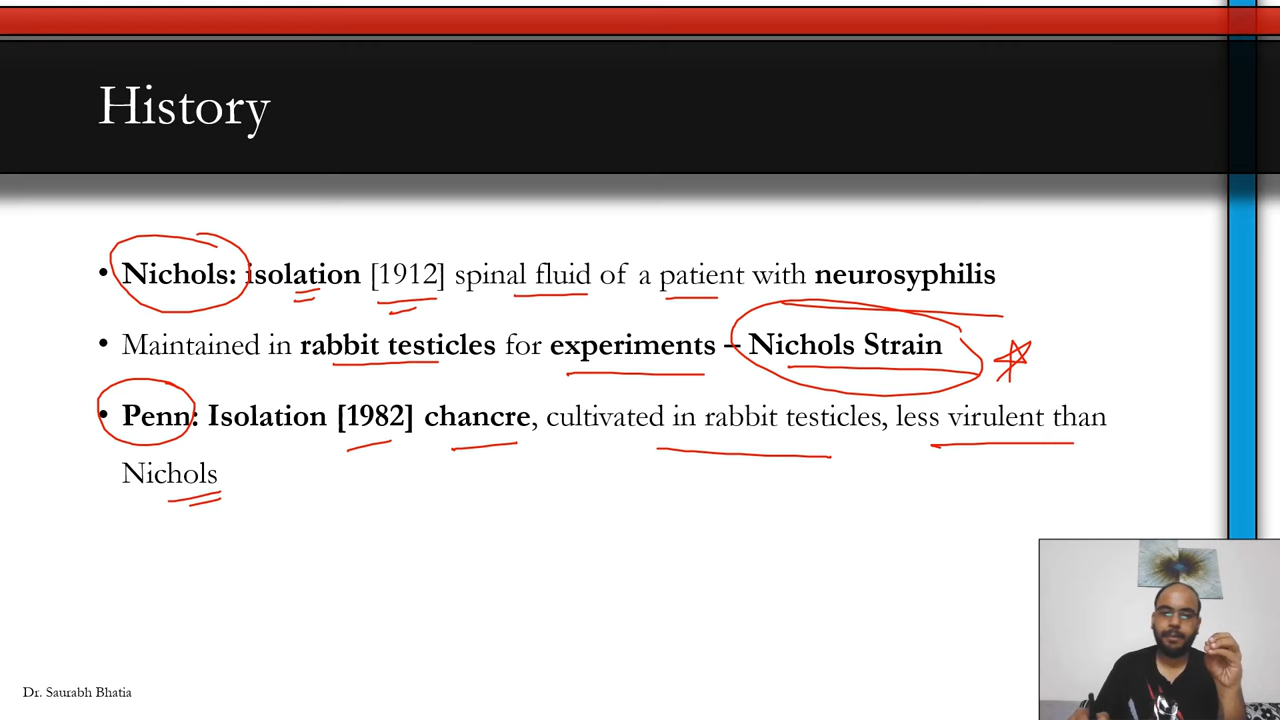 History
• Nichols: isolation [1912] spinal fluid of a patient with neurosyphilis
• Maintained in rabbit testicles for experiments – Nichols Strain
• Penn: Isolation [1982] chancre, cultivated in rabbit testicles, less virulent than
Nichols
Dr. Saurabh Bhatia